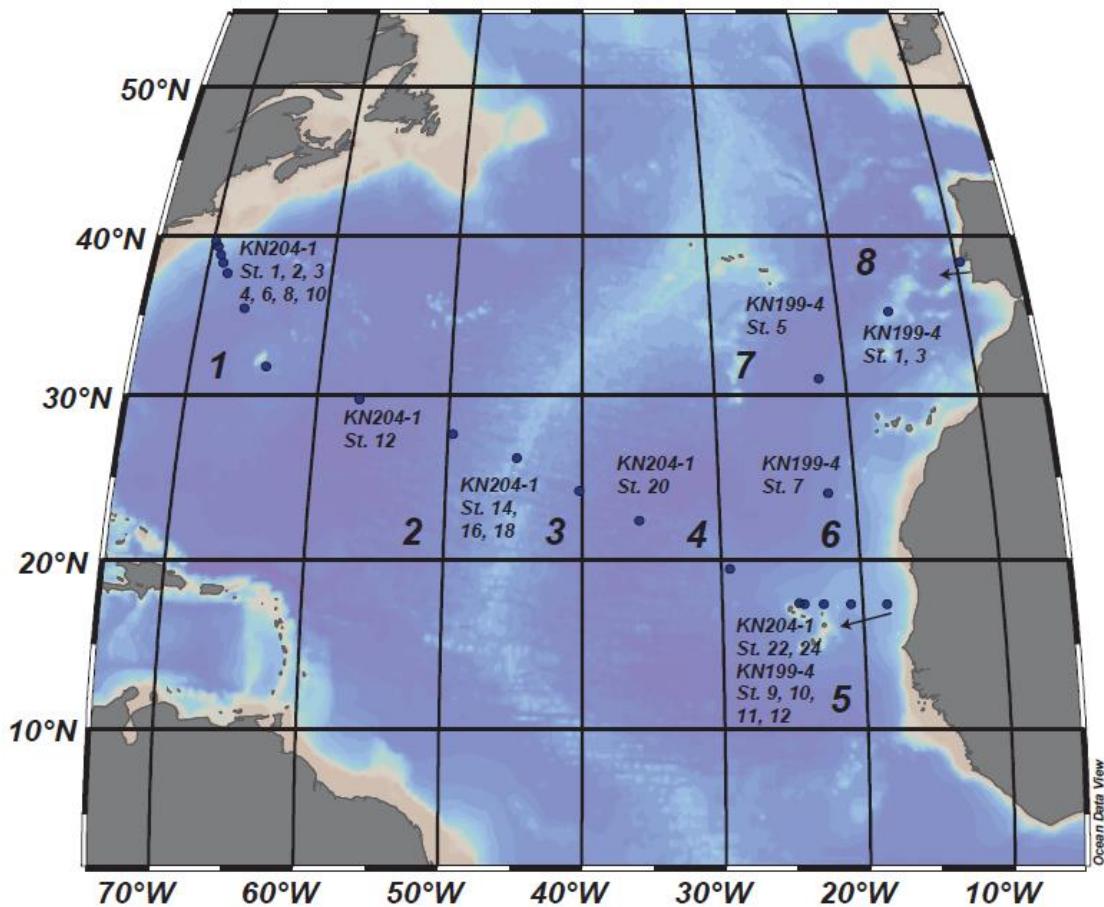 50°N
40°N
30°N
20°N
10°N
KN204-1
St. 1, 2, 3
4, 6, 8, 10
1
KN204-1
St. 12
2
KN204-1
St. 14,
16, 18
3
KN204-1
St. 20
4
KN204-1
St. 22, 24
KN199-4
St. 9, 10,
11, 12
5
KN199-4
St. 7
6
KN199-4
St. 5
7
8
KN199-4
St. 1, 3
70°W 60°W 50°W 40°W 30°W 20°W 10°W
Ocean Data View